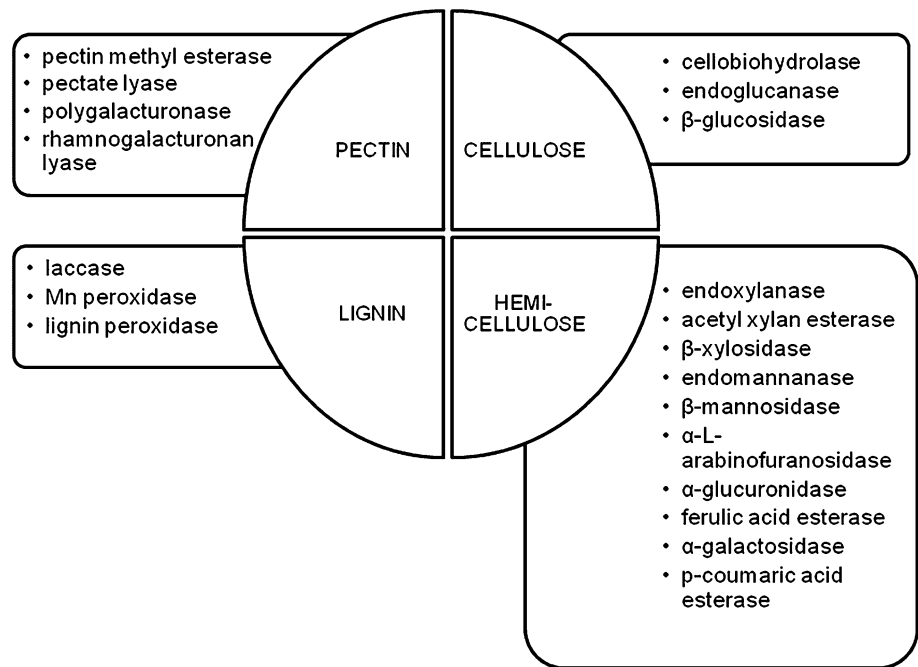 • pectin methyl esterase
• pectate lyase
• polygalacturonase
• rhamnogalacturonan
lyase
PECTIN
• cellobiohydrolase
• endoglucanase
• β-glucosidase
CELLULOSE
• laccase
• Mn peroxidase
• lignin peroxidase
LIGNIN
HEMI-
CELLULOSE
• endoxylanase
• acetyl xylan esterase
• β-xylosidase
• endomannanase
• β-mannosidase
• α-L-
arabinofuranosidase
• α-glucuronidase
• ferulic acid esterase
• α-galactosidase
• p-coumaric acid
esterase